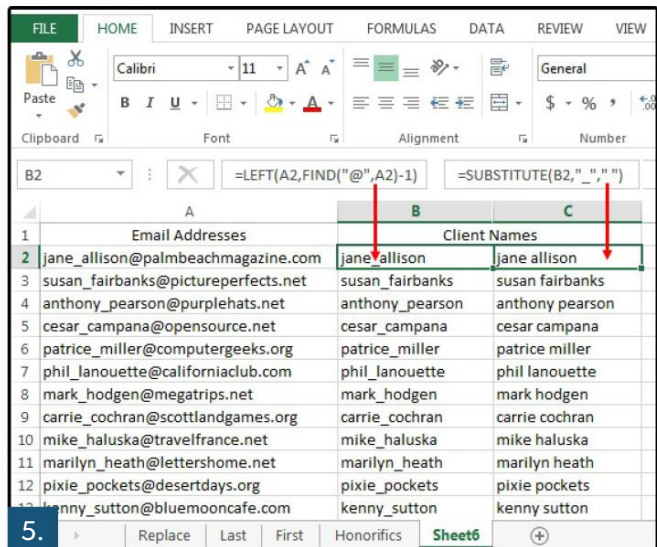 FILE HOME INSERT PAGE LAYOUT FORMULAS DATA REVIEW VIEW
Calibri 11 A A General
Paste B I U A $ % , .00
Clipboard Font Alignment Number
B2 =LEFT(A2,FIND("@",A2)-1) =SUBSTITUTE(B2,"_"," ")
A B C
1 Email Addresses Client Names
2 jane_allison@palmbeachmagazine.com jane_allison jane allison
3 susan_fairbanks@pictureperfects.net susan_fairbanks susan fairbanks
4 anthony_pearson@purplehats.net anthony_pearson anthony pearson
5 cesar_campana@opensource.net cesar_campana cesar campana
6 patrice_miller@computergeeks.org patrice_miller patrice miller
7 phil_lanouette@californiaclub.com phil_lanouette phil lanouette
8 mark_hodgen@megatrips.net mark_hodgen mark hodgen
9 carrie_cochran@scottlandgames.org carrie_cochran carrie cochran
10 mike_haluska@travelfrance.net mike_haluska mike haluska
11 marilyn_heath@lettershome.net marilyn_heath marilyn heath
12 pixie_pockets@desertdays.org pixie_pockets pixie pockets
kenny_sutton@bluemooncafe.com kenny_sutton kenny sutton
5. Replace Last First Honorifics Sheet6